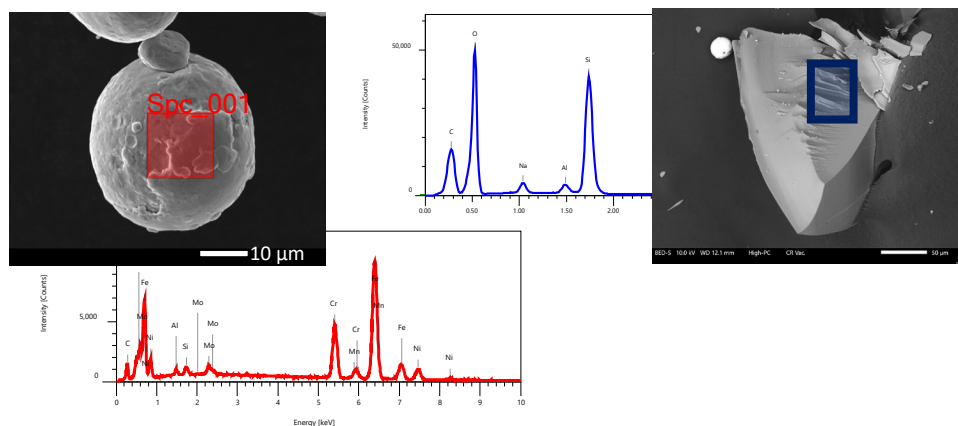 Spc_001
10 μm
Intensity [Counts]
50,000
0
O
Si
C
Na
Al
0.00
0.50
1.00
1.50
2.00
BED-S 10.0 kV WD 12.1 mm High-PC CR Vac. 50 μm
Intensity [Counts]
5,000
0
Fe
Mn
Ni
Ni
C
Al
Si
Mo
Mo
Mo
Cr
Cr
Mn
Fe
Mn
Fe
Ni
Ni
0 1 2 3 4 5 6 7 8 9 10
Energy [keV]